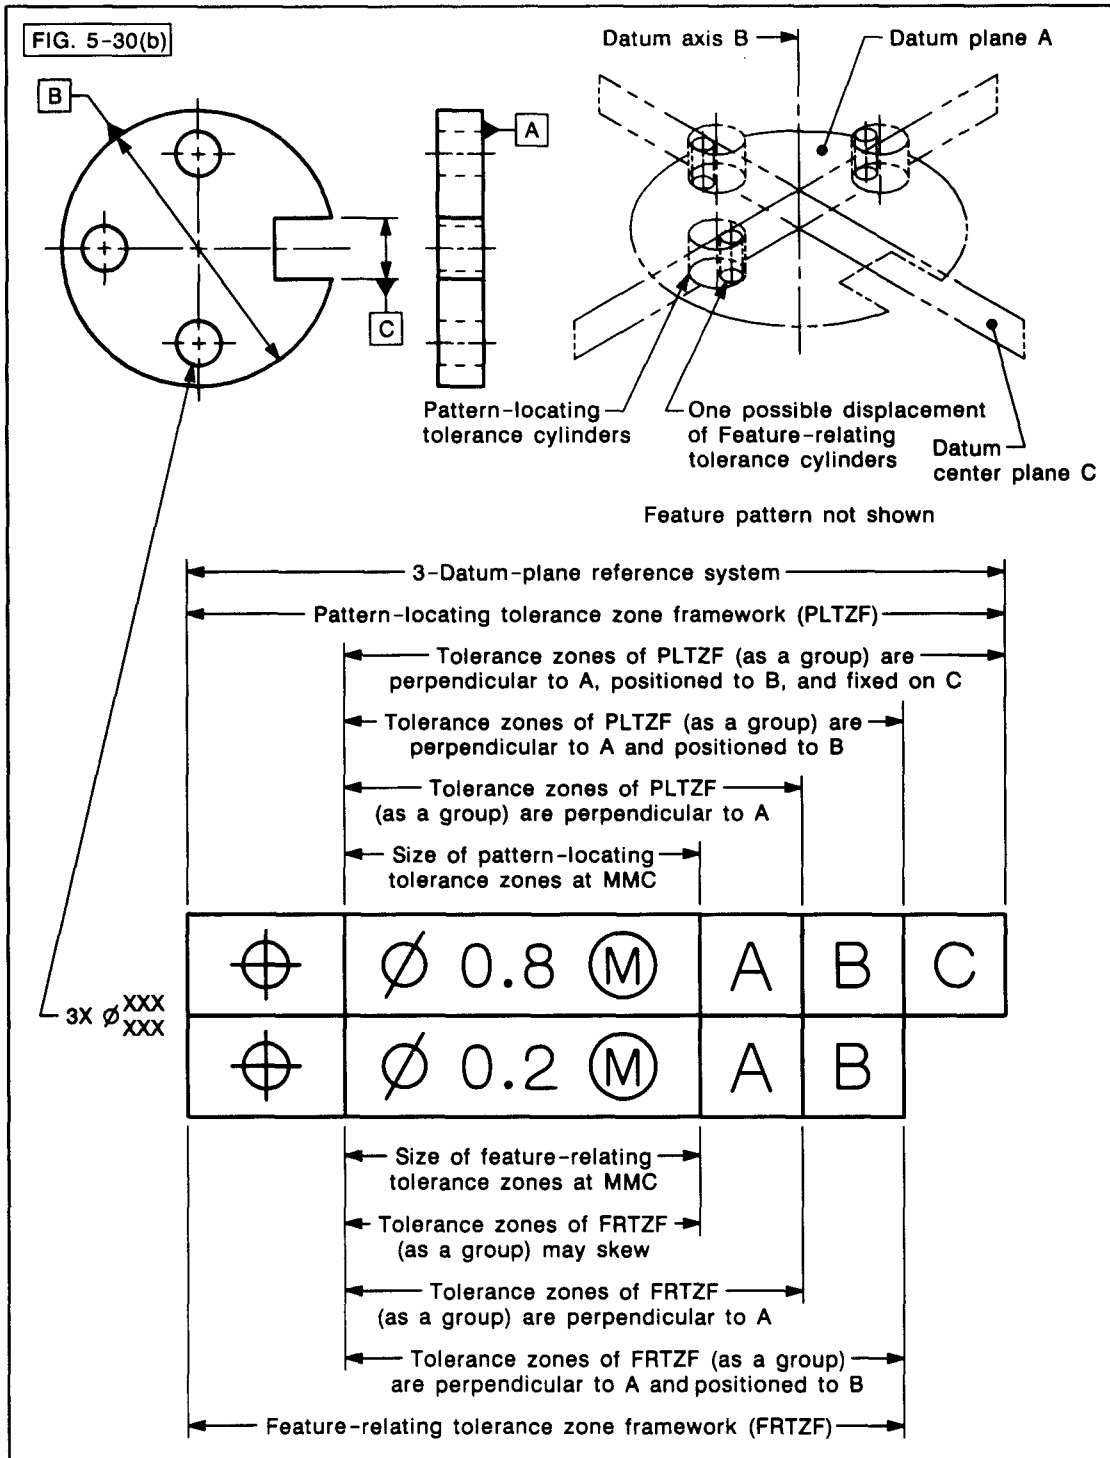 FIG. 5-30(b)
Datum axis B
Datum plane A
B
A
C
Pattern-locating
tolerance cylinders
One possible displacement
of Feature-relating
tolerance cylinders
Datum
center plane C
Feature pattern not shown
3-Datum-plane reference system
Pattern-locating tolerance zone framework (PLTZF)
Tolerance zones of PLTZF (as a group) are
perpendicular to A, positioned to B, and fixed on C
Tolerance zones of PLTZF (as a group) are
perpendicular to A and positioned to B
Tolerance zones of PLTZF
(as a group) are perpendicular to A
Size of pattern-locating
tolerance zones at MMC
⌖ ⌀ 0.8 Ⓜ A B C
3X ⌀ XXX
XXX
⌖ ⌀ 0.2 Ⓜ A B
Size of feature-relating
tolerance zones at MMC
Tolerance zones of FRTZF
(as a group) may skew
Tolerance zones of FRTZF
(as a group) are perpendicular to A
Tolerance zones of FRTZF (as a group)
are perpendicular to A and positioned to B
Feature-relating tolerance zone framework (FRTZF)